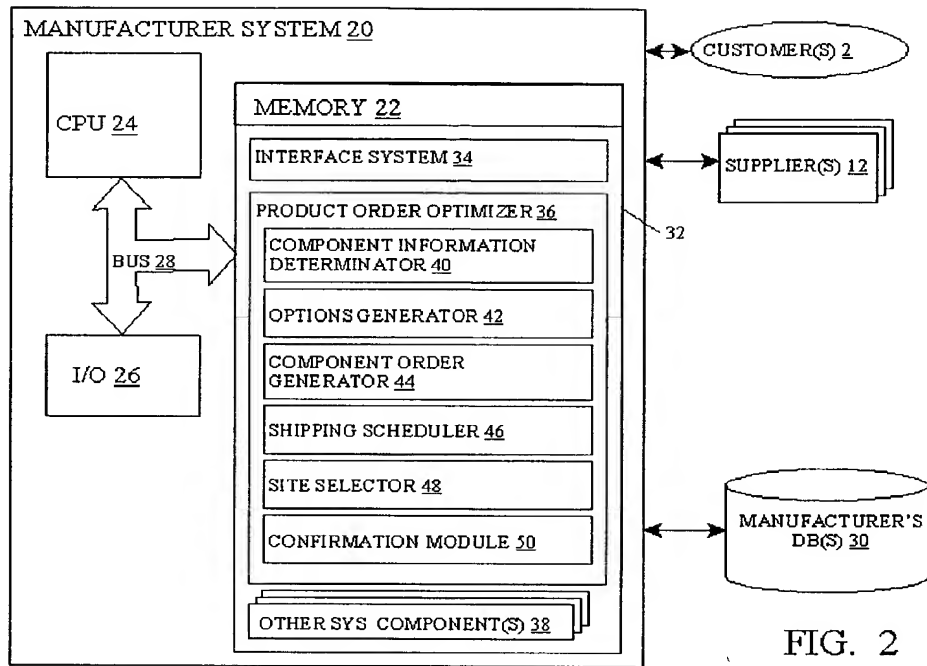 MANUFACTURER SYSTEM 20
CPU 24
BUS 28
I/O 26
MEMORY 22
INTERFACE SYSTEM 34
PRODUCT ORDER OPTIMIZER 36
COMPONENT INFORMATION
DETERMINATOR 40
OPTIONS GENERATOR 42
COMPONENT ORDER
GENERATOR 44
SHIPPING SCHEDULER 46
SITE SELECTOR 48
CONFIRMATION MODULE 50
OTHER SYS COMPONENT(S) 38
32
CUSTOMER(S) 2
SUPPLIER(S) 12
MANUFACTURER'S
DB(S) 30
FIG. 2